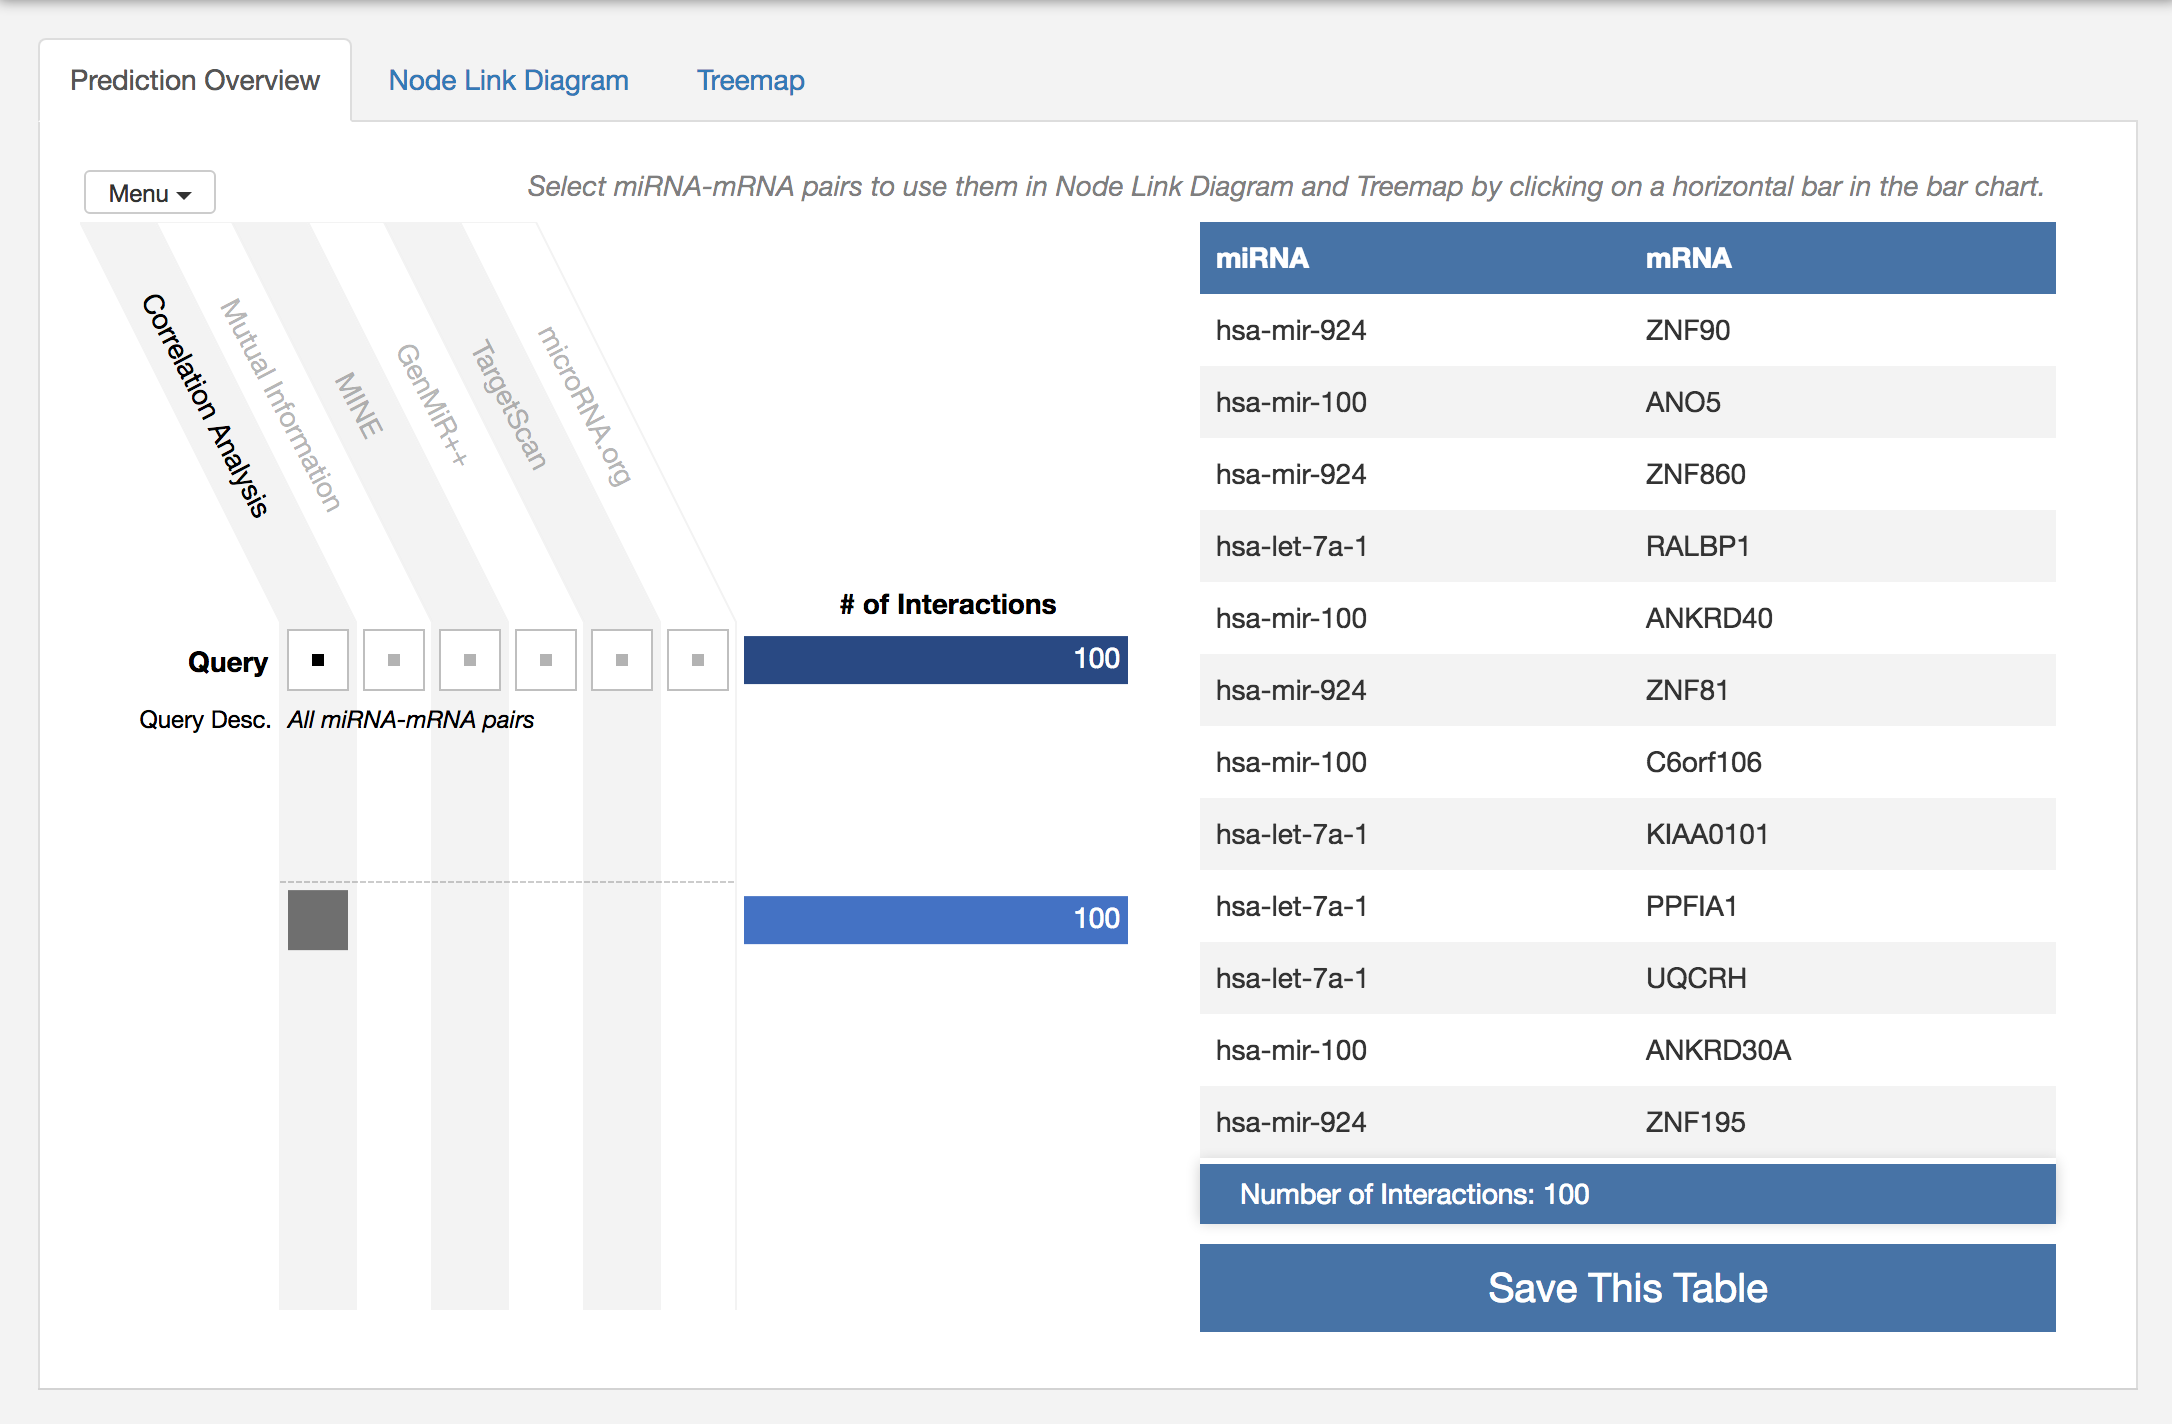 Prediction Overview
Node Link Diagram
Treemap
Menu
Select miRNA-mRNA pairs to use them in Node Link Diagram and Treemap by clicking on a horizontal bar in the bar chart.
Correlation Analysis
Mutual Information
MINE
GenMiR++
TargetScan
microRNA.org
# of Interactions
Query
100
Query Desc.
All miRNA-mRNA pairs
100
miRNA mRNA
hsa-mir-924 ZNF90
hsa-mir-100 ANO5
hsa-mir-924 ZNF860
hsa-let-7a-1 RALBP1
hsa-mir-100 ANKRD40
hsa-mir-924 ZNF81
hsa-mir-100 C6orf106
hsa-let-7a-1 KIAA0101
hsa-let-7a-1 PPFIA1
hsa-let-7a-1 UQCRH
hsa-mir-100 ANKRD30A
hsa-mir-924 ZNF195
Number of Interactions: 100
Save This Table